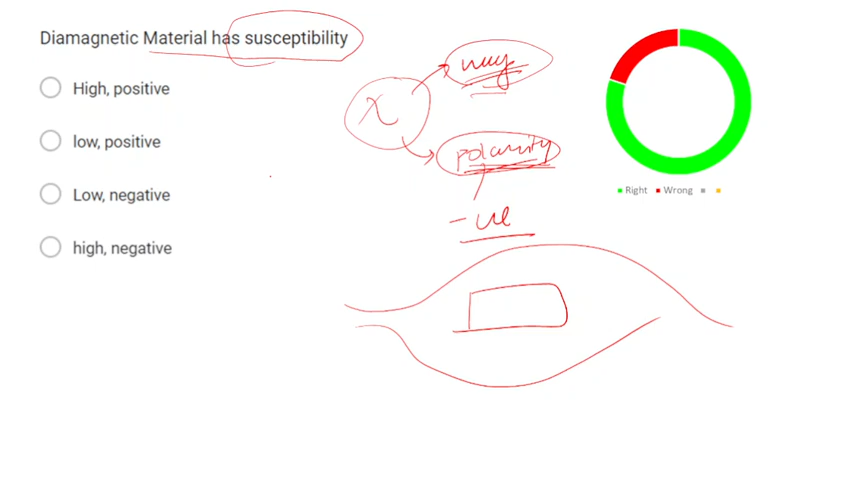 Diamagnetic Material has susceptibility
High, positive
low, positive
Low, negative
high, negative
χ
mag
polarity
-ve
Right Wrong